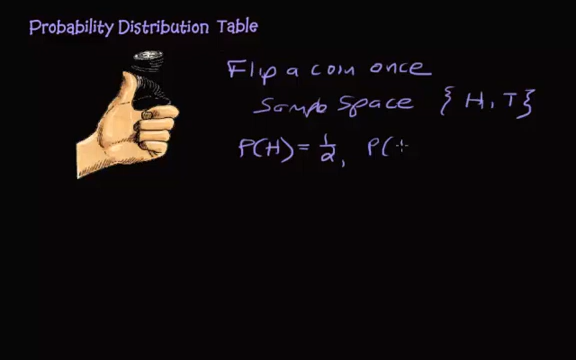 Probability Distribution Table
Flip a coin once
Sample Space { H, T }
P(H) = 1/2, P(